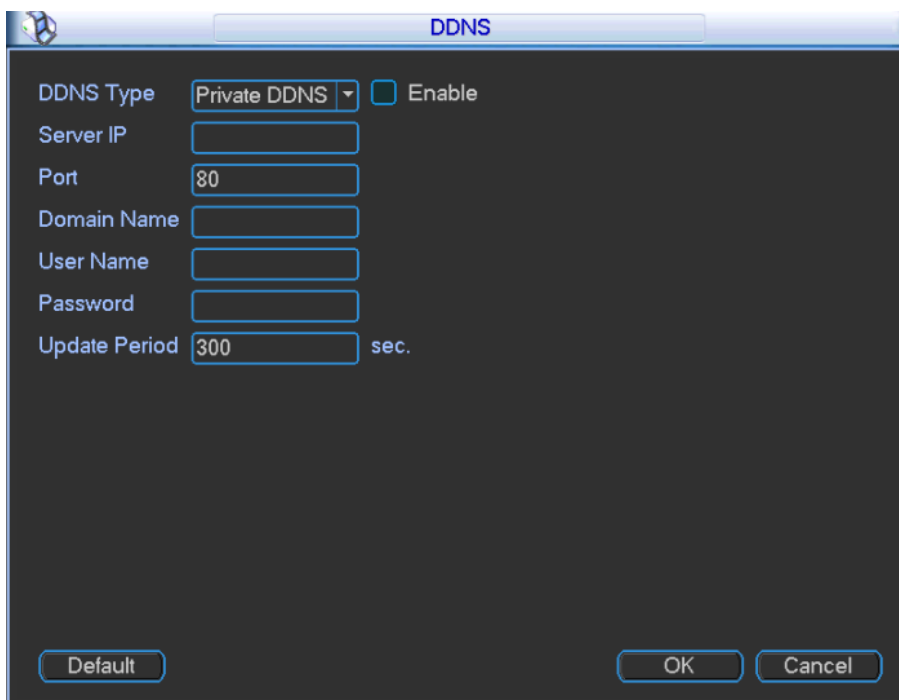 DDNS
DDNS Type Private DDNS Enable
Server IP
Port 80
Domain Name
User Name
Password
Update Period 300 sec.
Default OK Cancel